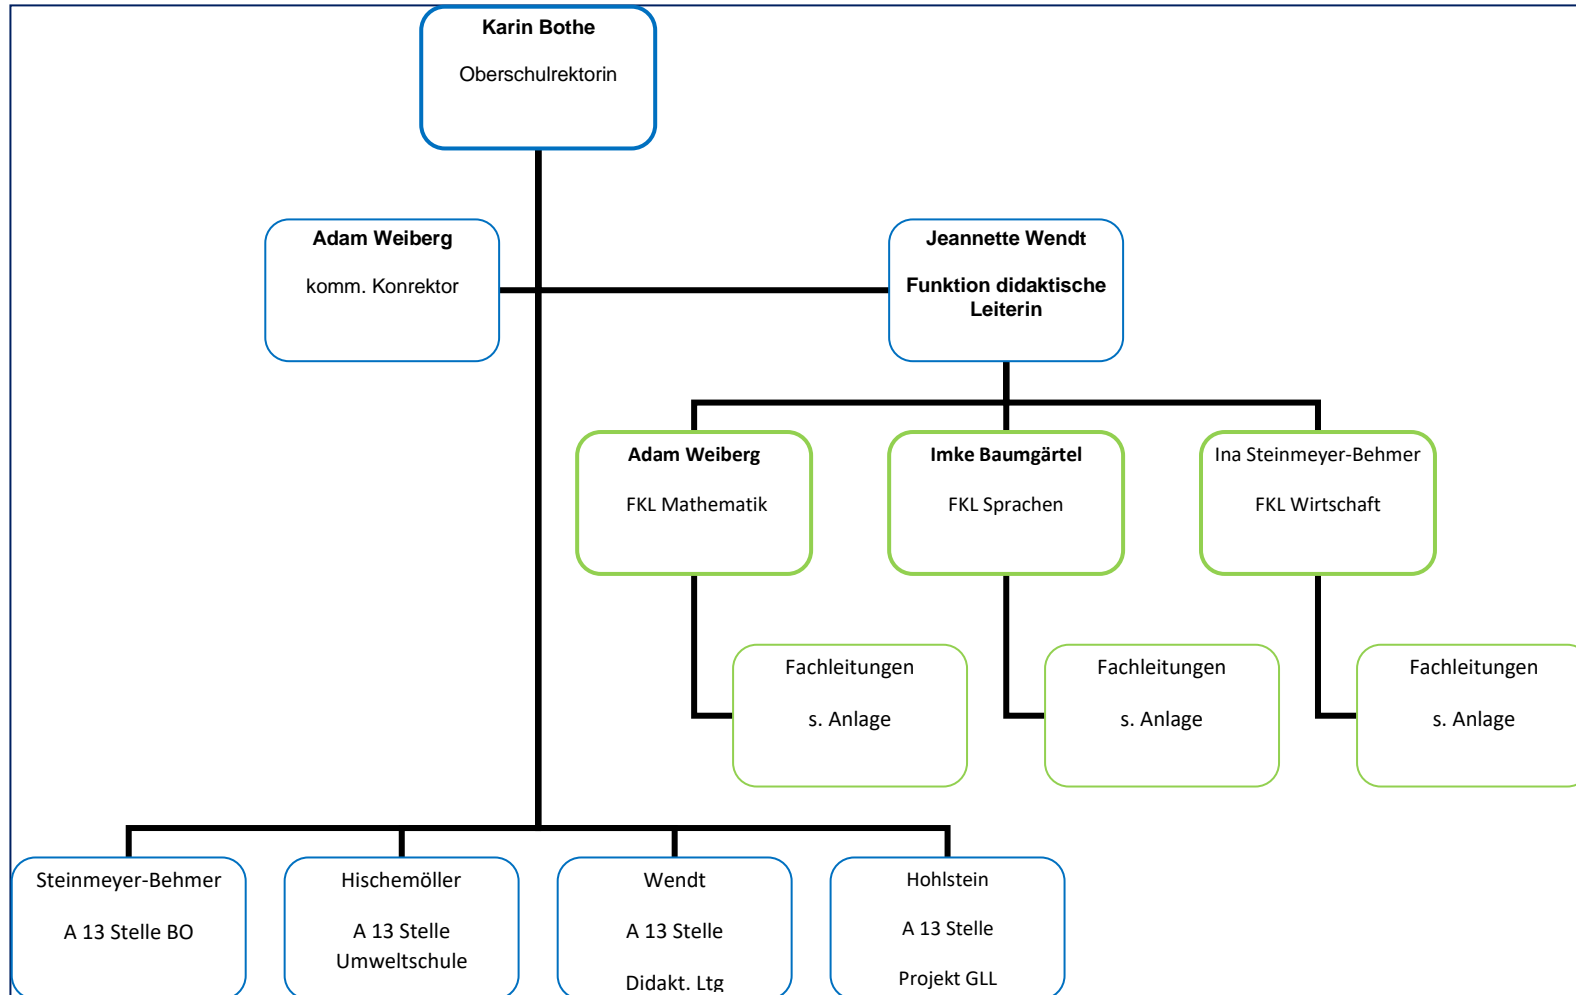 Karin Bothe
Oberschulrektorin
Adam Weiberg
komm. Konrektor
Jeannette Wendt
Funktion didaktische
Leiterin
Adam Weiberg
FKL Mathematik
Imke Baumgärtel
FKL Sprachen
Ina Steinmeyer-Behmer
FKL Wirtschaft
Fachleitungen
s. Anlage
Fachleitungen
s. Anlage
Fachleitungen
s. Anlage
Steinmeyer-Behmer
A 13 Stelle BO
Hischemöller
A 13 Stelle
Umweltschule
Wendt
A 13 Stelle
Didakt. Ltg
Hohlstein
A 13 Stelle
Projekt GLL